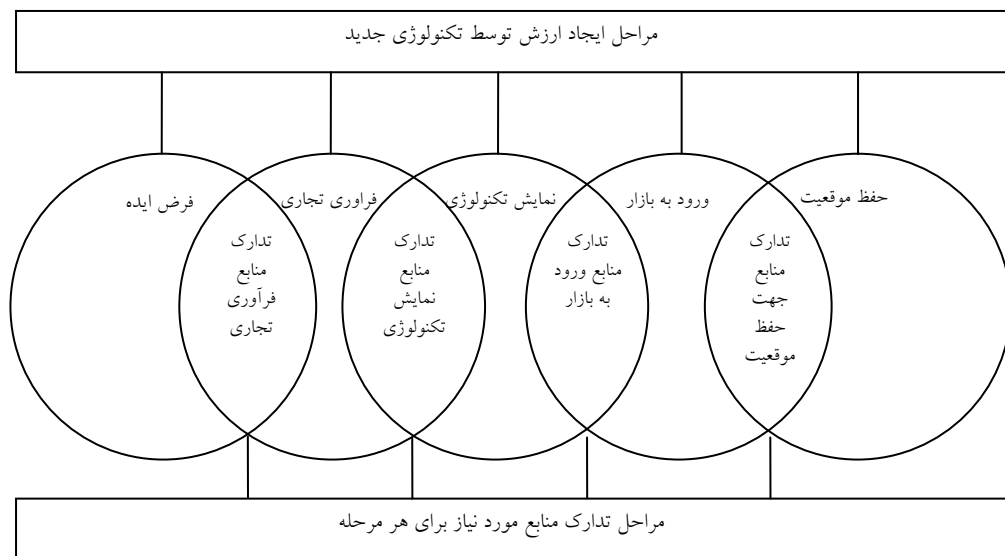 مراحل ایجاد ارزش توسط تکنولوژی جدید
فرض ایده
فراوری تجاری
نمایش تکنولوژی
ورود به بازار
حفظ موقعیت
تدارک
منابع
فرآوری
تجاری
تدارک
منابع
نمایش
تکنولوژی
تدارک
منابع ورود
به بازار
تدارک
منابع
جهت
حفظ
موقعیت
مراحل تدارک منابع مورد نیاز برای هر مرحله